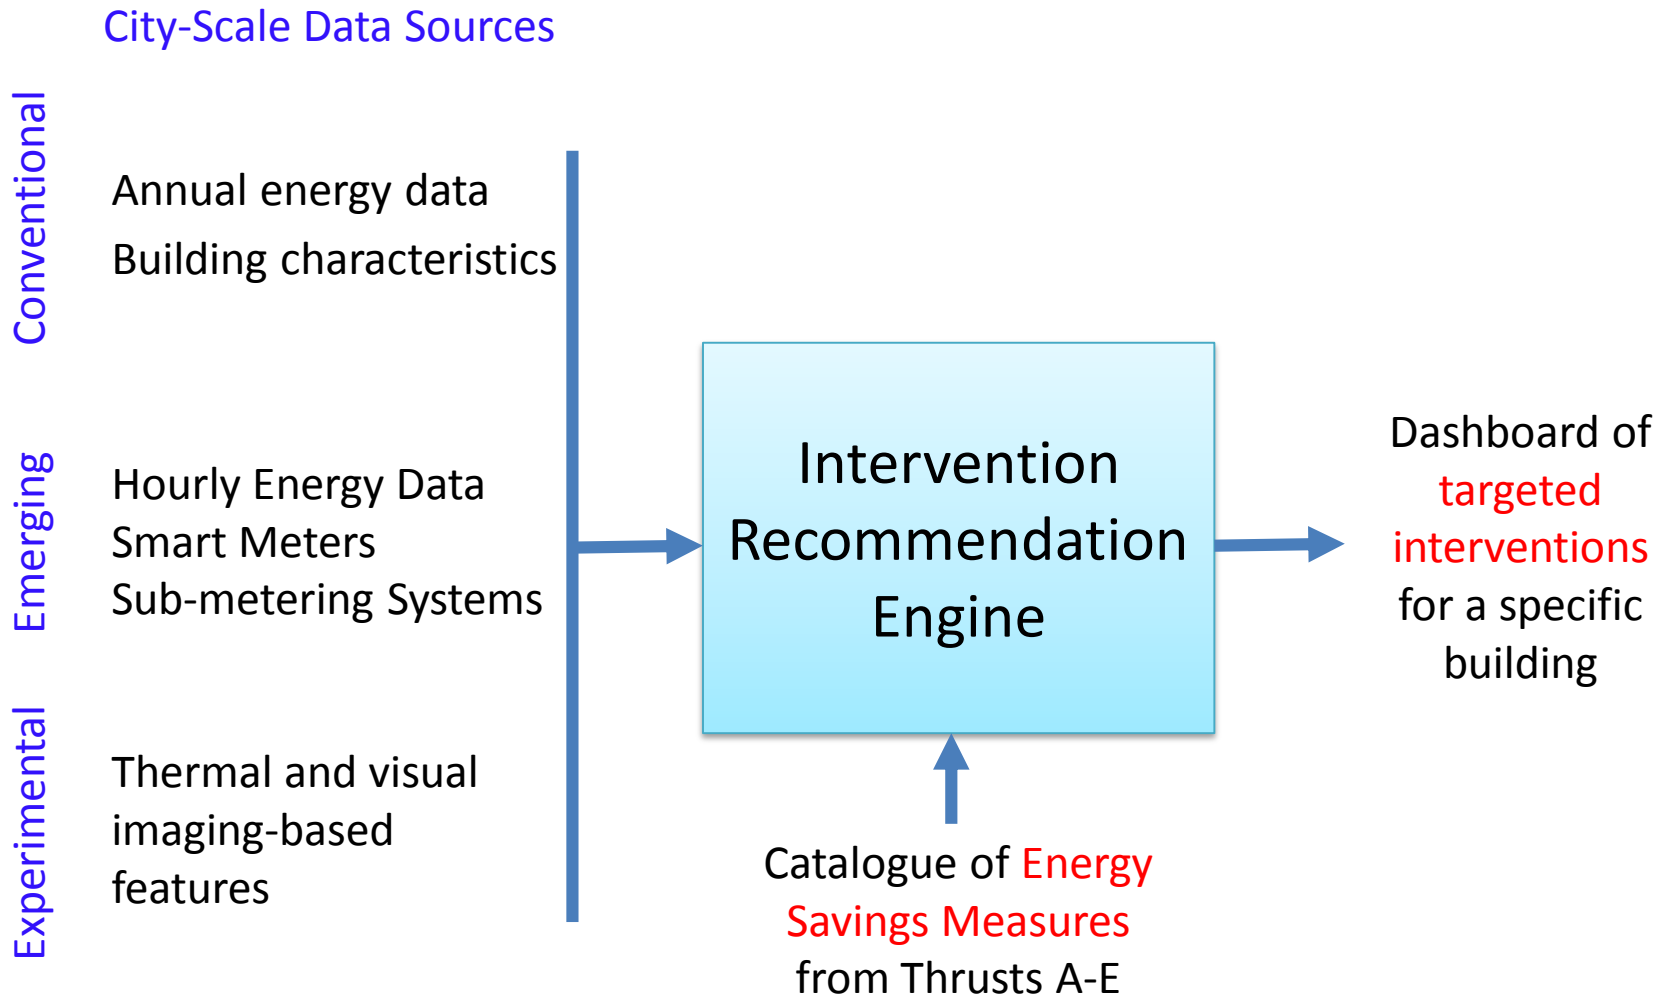 City-Scale Data Sources
Conventional
Annual energy data
Building characteristics
Emerging
Hourly Energy Data
Smart Meters
Sub-metering Systems
Experimental
Thermal and visual
imaging-based
features
Intervention
Recommendation
Engine
Catalogue of Energy
Savings Measures
from Thrusts A-E
Dashboard of
targeted
interventions
for a specific
building